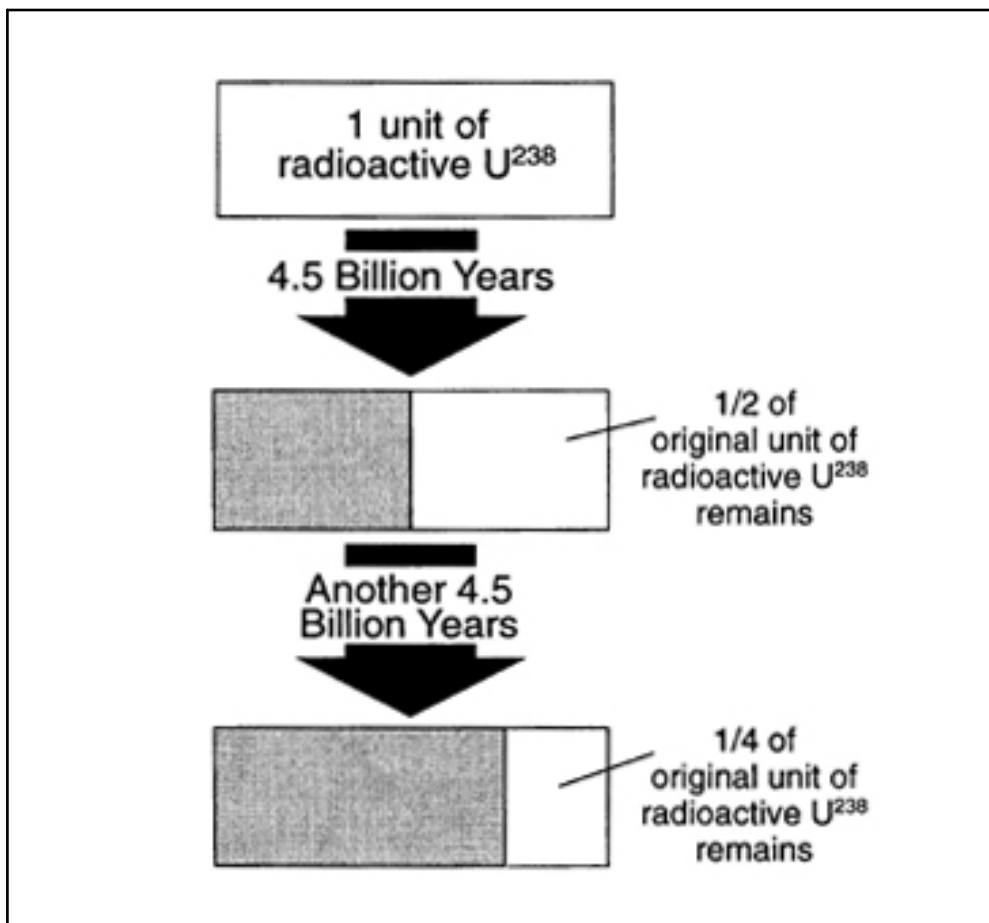 1 unit of
radioactive U²³⁸
4.5 Billion Years
1/2 of
original unit of
radioactive U²³⁸
remains
Another 4.5
Billion Years
1/4 of
original unit of
radioactive U²³⁸
remains